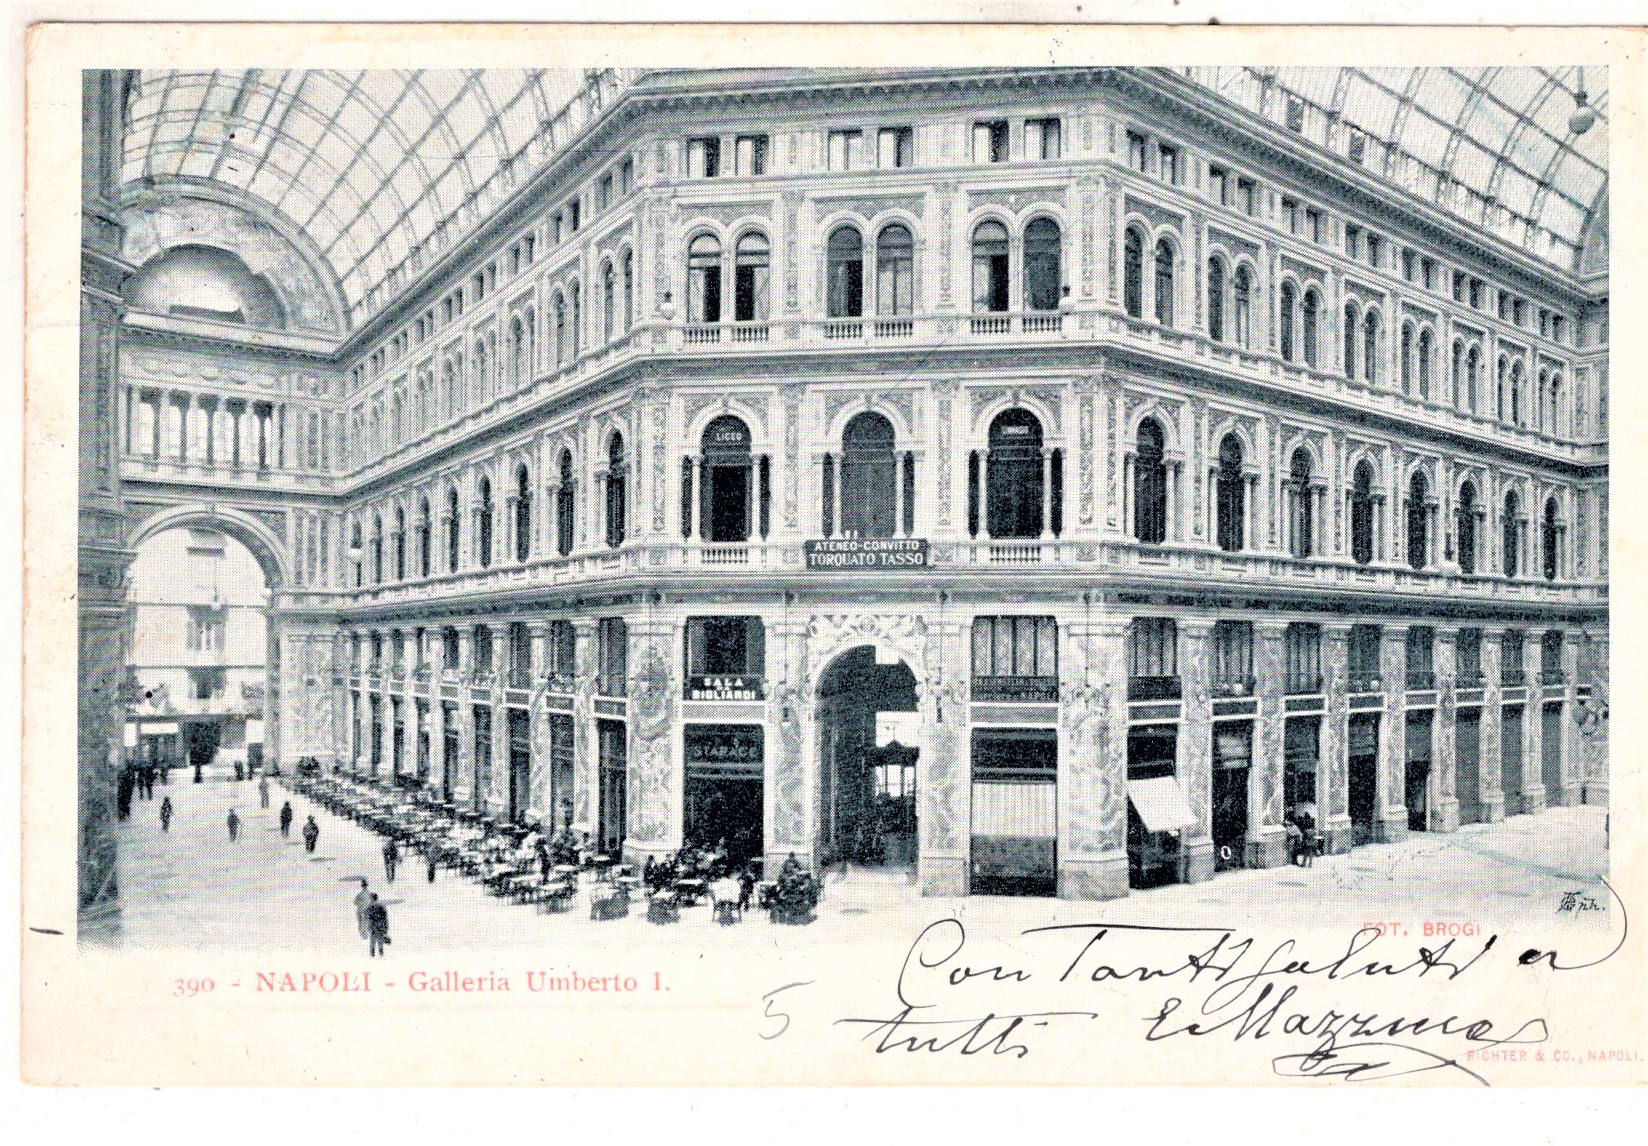 LICEO
ATENEO-CONVITTO
TORQUATO TASSO
SALA
BIGLIARDI
STARACE
FOT. BROGI
390 - NAPOLI - Galleria Umberto I.
Con Tanti Saluti a
tutti
5
RICHTER & CO., NAPOLI.